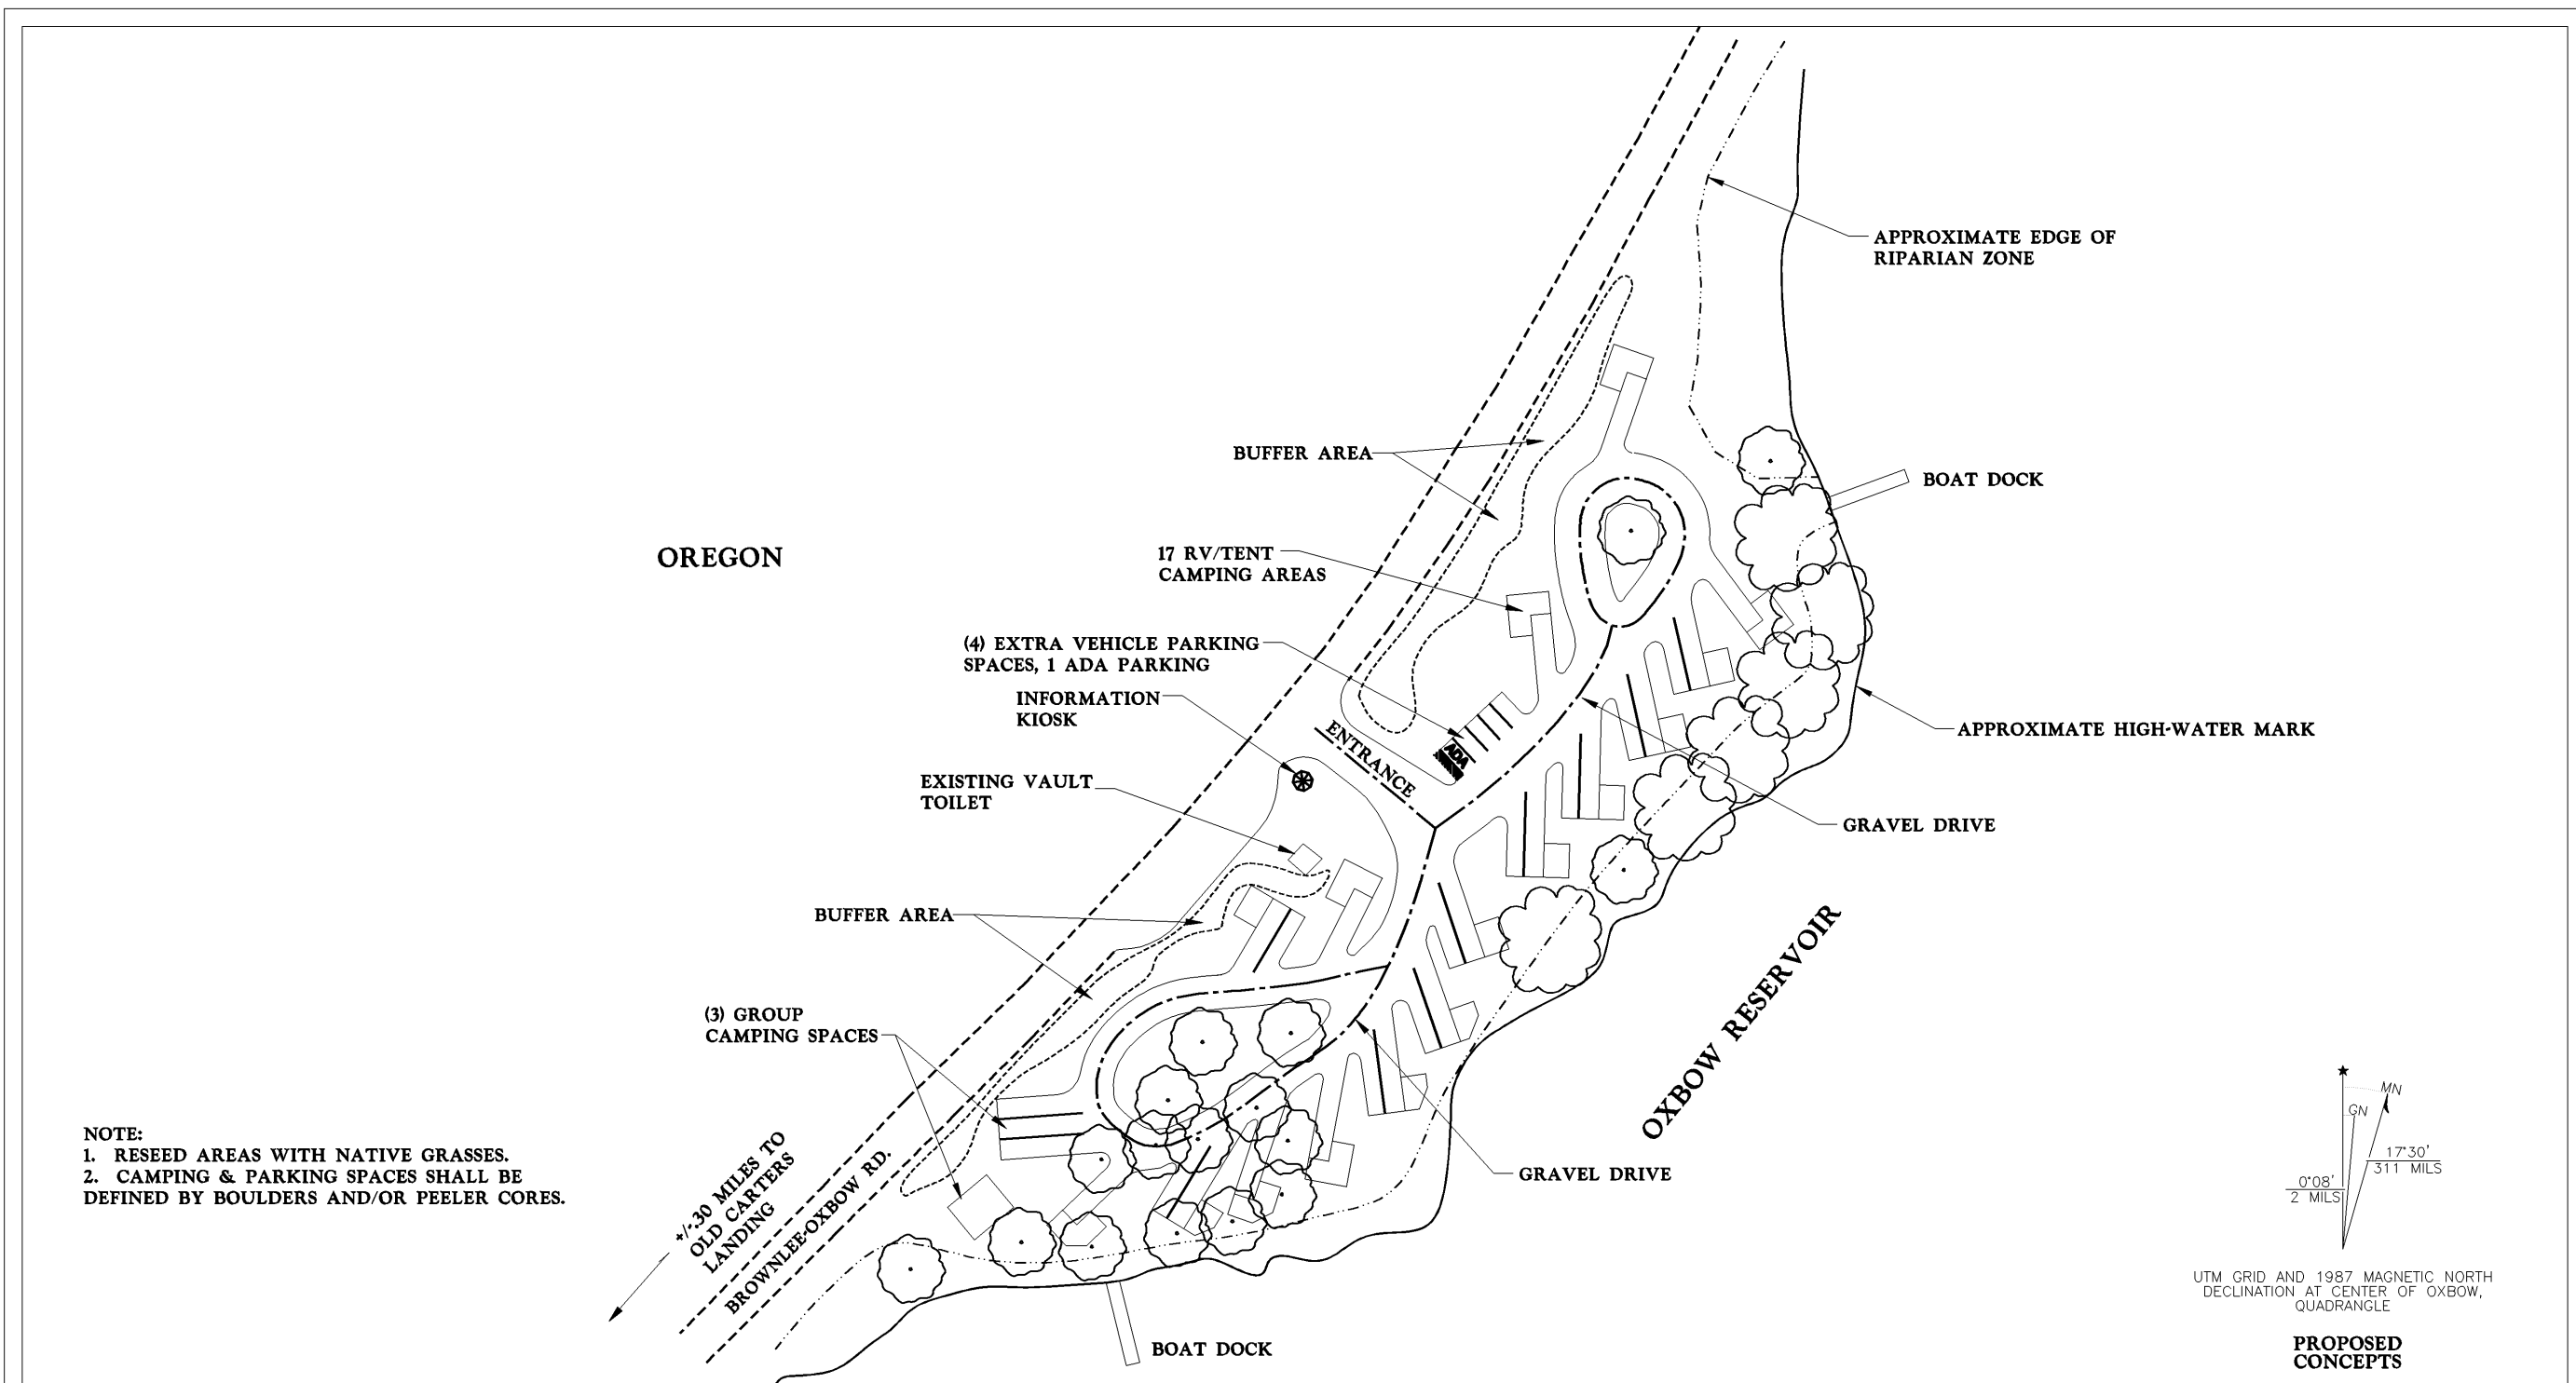 APPROXIMATE EDGE OF
RIPARIAN ZONE
BUFFER AREA
BOAT DOCK
OREGON
17 RV/TENT
CAMPING AREAS
(4) EXTRA VEHICLE PARKING
SPACES, 1 ADA PARKING
INFORMATION
KIOSK
ENTRANCE
ADA
APPROXIMATE HIGH-WATER MARK
EXISTING VAULT
TOILET
GRAVEL DRIVE
BUFFER AREA
OXBOW RESERVOIR
(3) GROUP
CAMPING SPACES
NOTE:
1. RESEED AREAS WITH NATIVE GRASSES.
2. CAMPING & PARKING SPACES SHALL BE
DEFINED BY BOULDERS AND/OR PEELER CORES.
+/-.30 MILES TO
OLD CARTERS
LANDING
BROWNLEE-OXBOW RD.
GRAVEL DRIVE
BOAT DOCK
MN
GN
17°30'
311 MILS
0°08'
2 MILS
UTM GRID AND 1987 MAGNETIC NORTH
DECLINATION AT CENTER OF OXBOW,
QUADRANGLE
PROPOSED
CONCEPTS